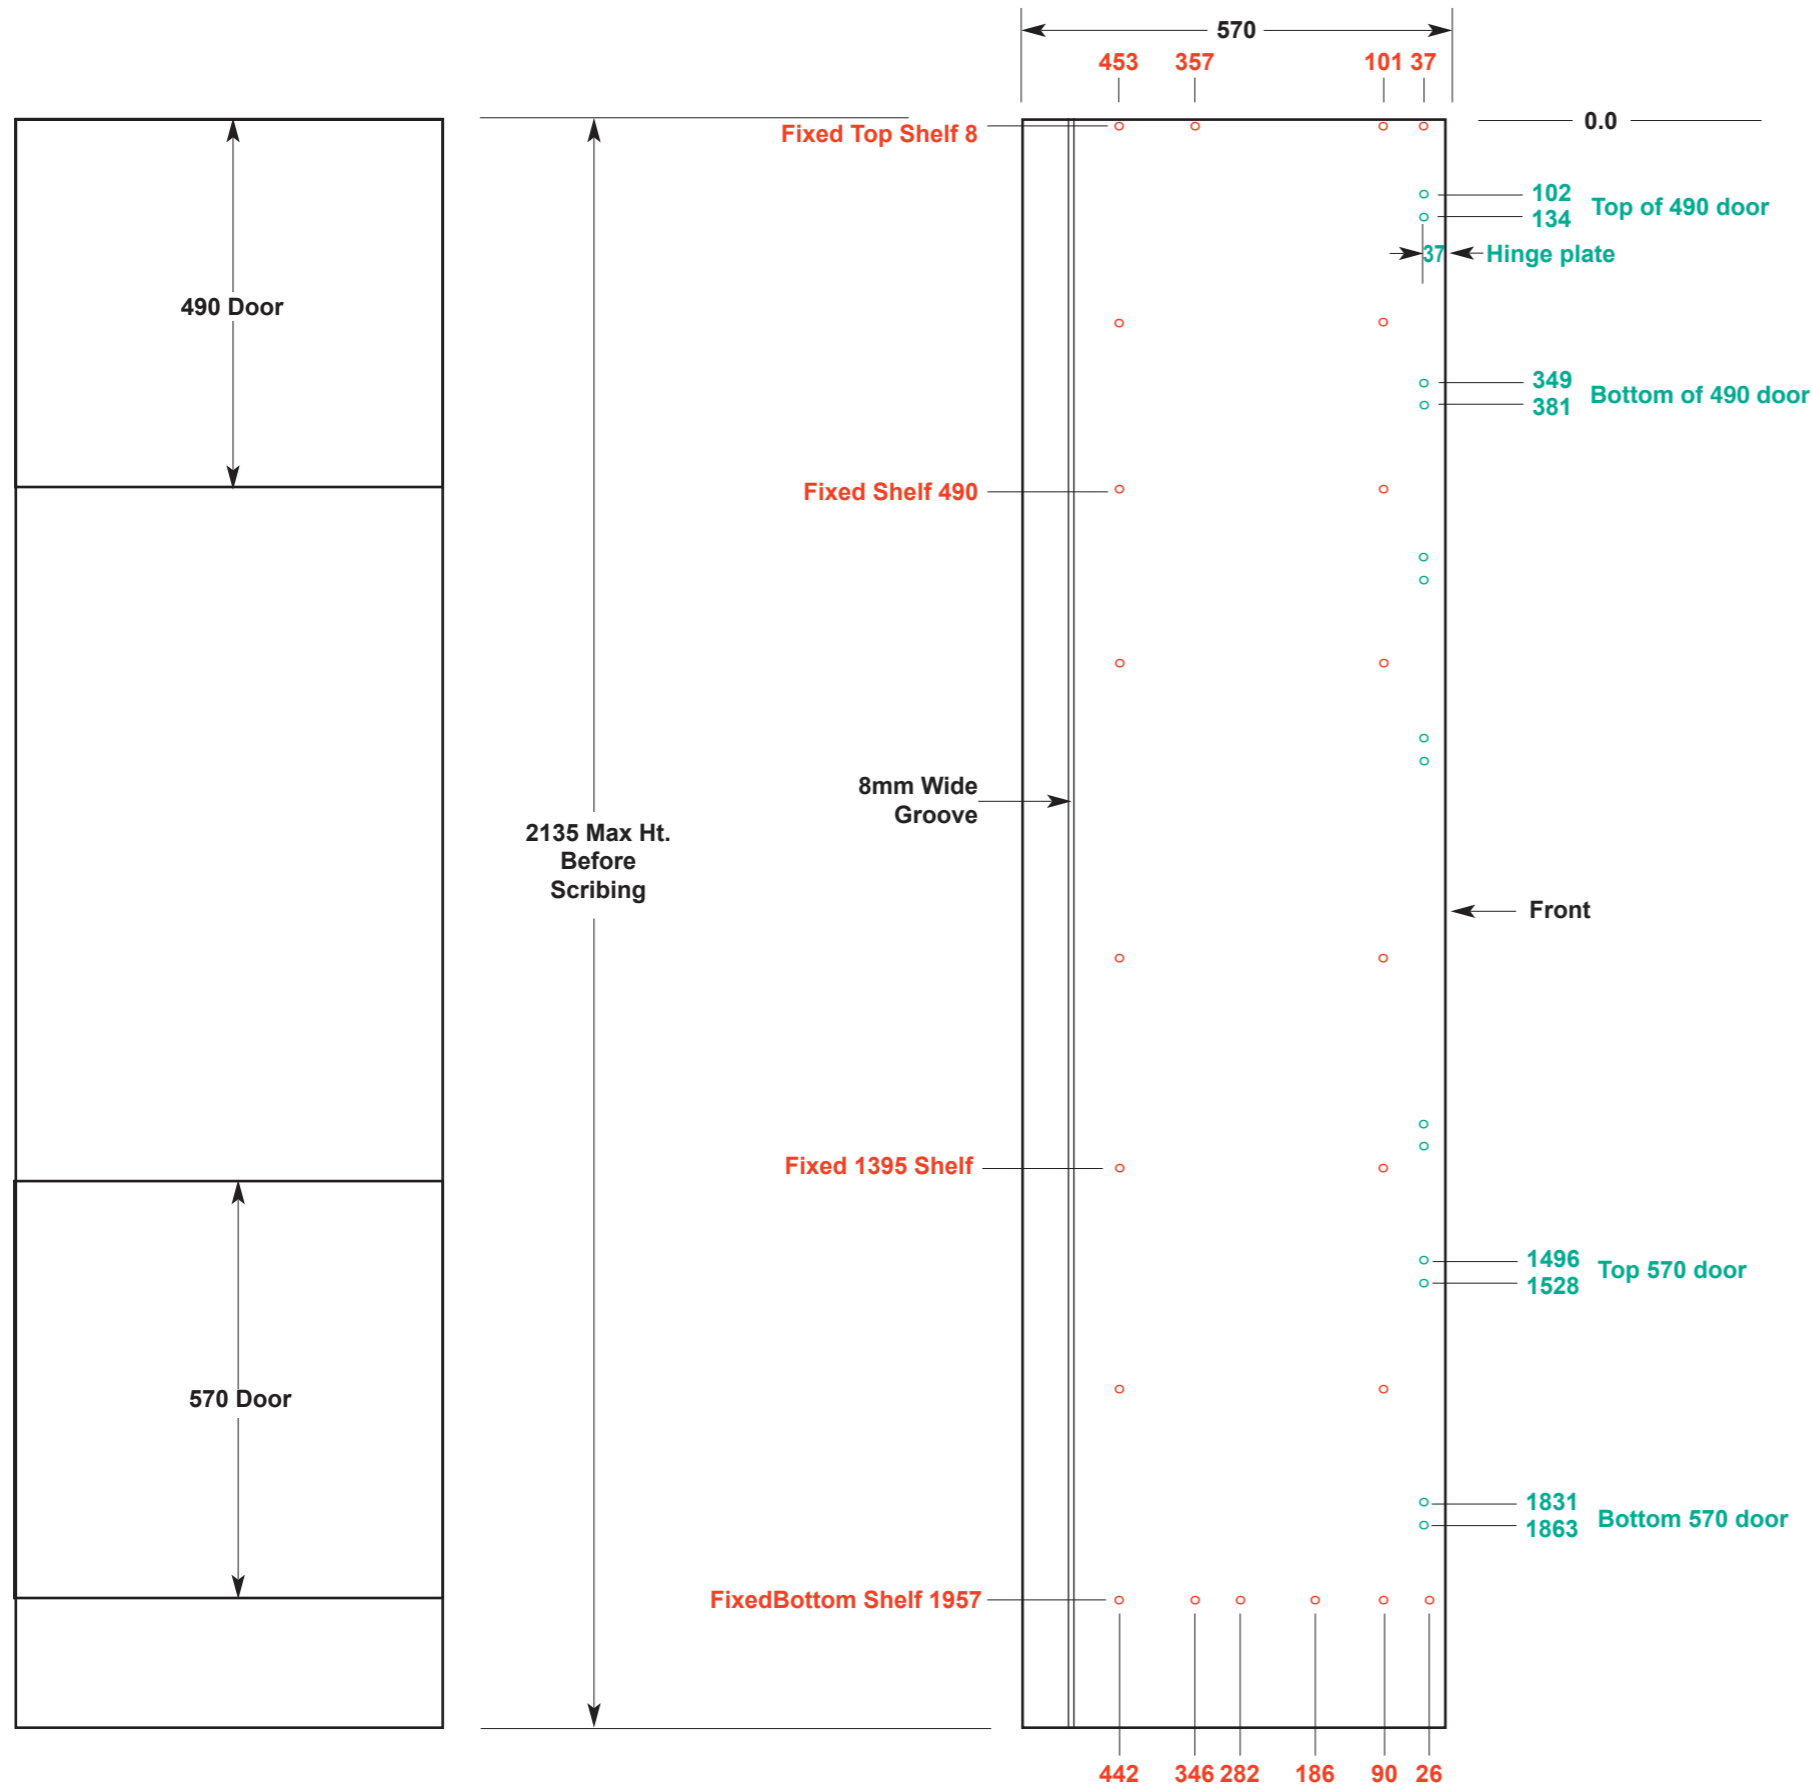 570
453 357 101 37
Fixed Top Shelf 8
0.0
102
134
Top of 490 door
37
Hinge plate
490 Door
349
381
Bottom of 490 door
Fixed Shelf 490
8mm Wide
Groove
2135 Max Ht.
Before
Scribing
Front
Fixed 1395 Shelf
1496
1528
Top 570 door
570 Door
1831
1863
Bottom 570 door
FixedBottom Shelf 1957
442 346 282 186 90 26